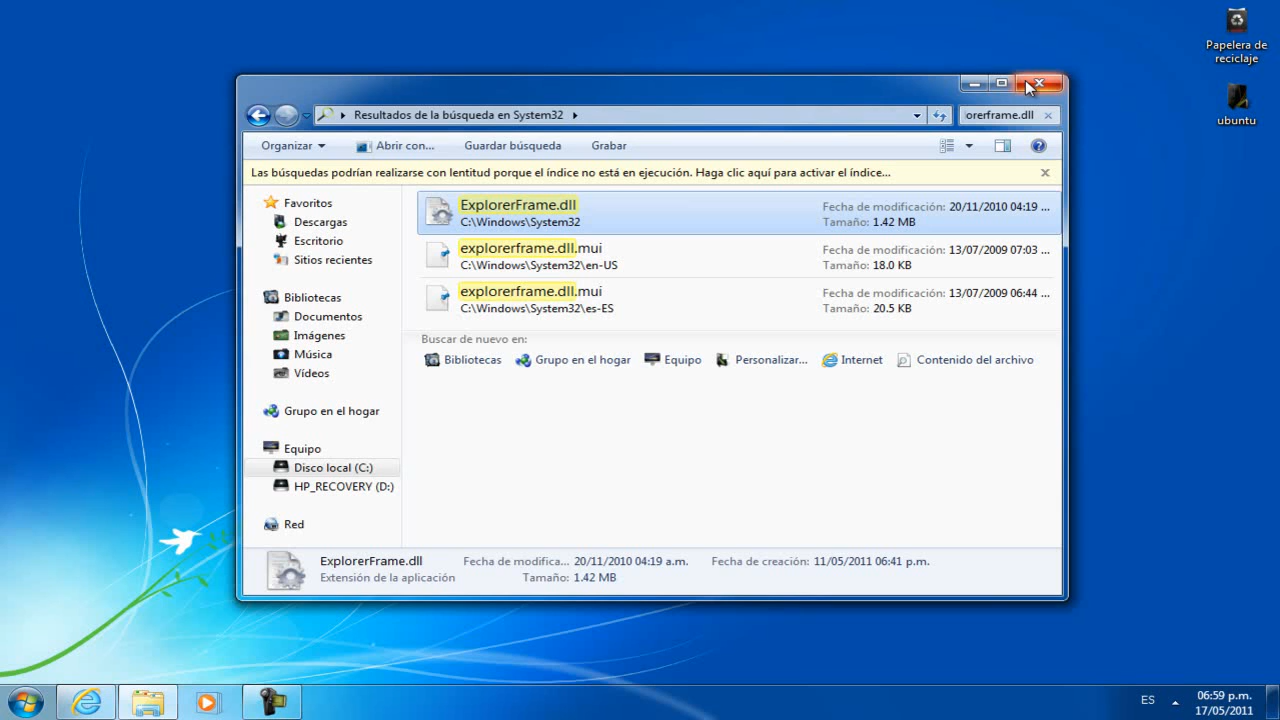 Papelera de
reciclaje
ubuntu
Resultados de la búsqueda en System32
orerframe.dll
Organizar
Abrir con...
Guardar búsqueda
Grabar
Las búsquedas podrían realizarse con lentitud porque el índice no está en ejecución. Haga clic aquí para activar el índice...
Favoritos
Descargas
Escritorio
Sitios recientes
Bibliotecas
Documentos
Imágenes
Música
Vídeos
Grupo en el hogar
Equipo
Disco local (C:)
HP_RECOVERY (D:)
Red
ExplorerFrame.dll
C:\Windows\System32
Fecha de modificación: 20/11/2010 04:19 ...
Tamaño: 1.42 MB
explorerframe.dll.mui
C:\Windows\System32\en-US
Fecha de modificación: 13/07/2009 07:03 ...
Tamaño: 18.0 KB
explorerframe.dll.mui
C:\Windows\System32\es-ES
Fecha de modificación: 13/07/2009 06:44 ...
Tamaño: 20.5 KB
Buscar de nuevo en:
Bibliotecas Grupo en el hogar Equipo Personalizar... Internet Contenido del archivo
ExplorerFrame.dll Fecha de modifica... 20/11/2010 04:19 a.m. Fecha de creación: 11/05/2011 06:41 p.m.
Extensión de la aplicación Tamaño: 1.42 MB
ES
06:59 p.m.
17/05/2011